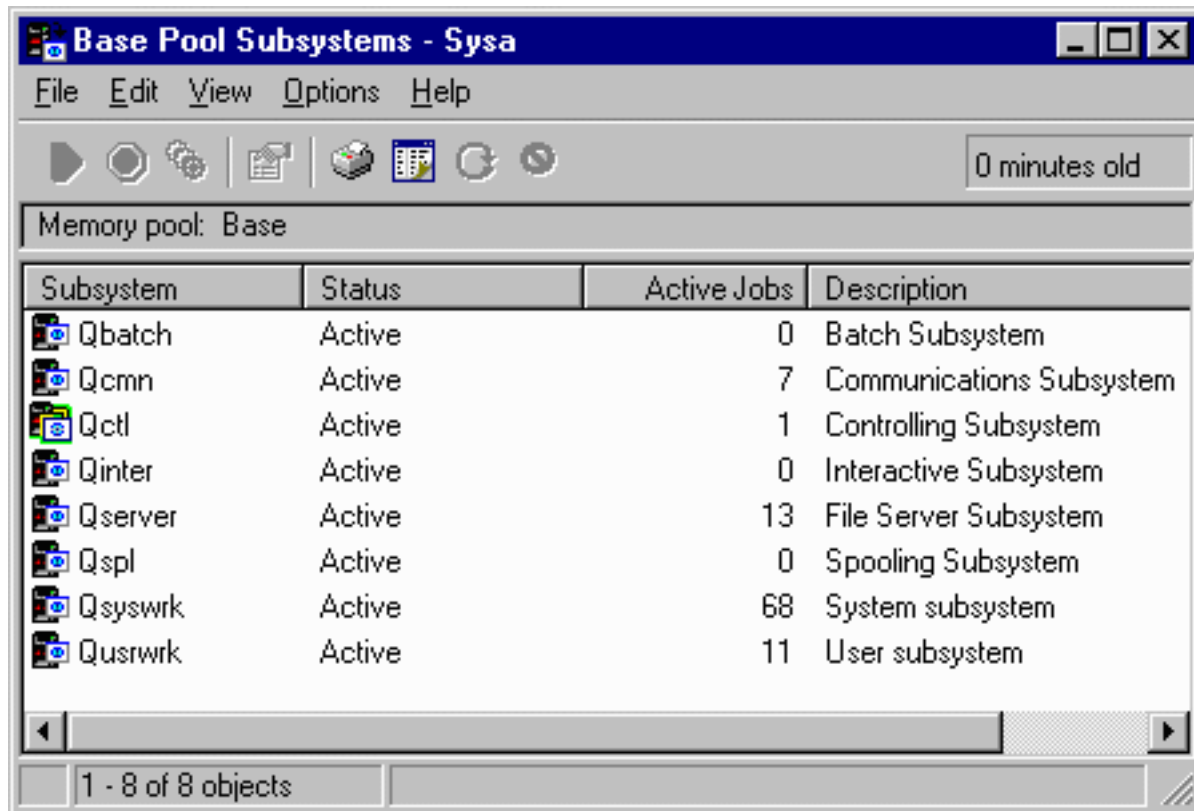 Base Pool Subsystems - Sysa
File Edit View Options Help
0 minutes old
Memory pool: Base
Subsystem Status Active Jobs Description
Qbatch Active 0 Batch Subsystem
Qcmn Active 7 Communications Subsystem
Qctl Active 1 Controlling Subsystem
Qinter Active 0 Interactive Subsystem
Qserver Active 13 File Server Subsystem
Qspl Active 0 Spooling Subsystem
Qsyswrk Active 68 System subsystem
Qusrwrk Active 11 User subsystem
1 - 8 of 8 objects